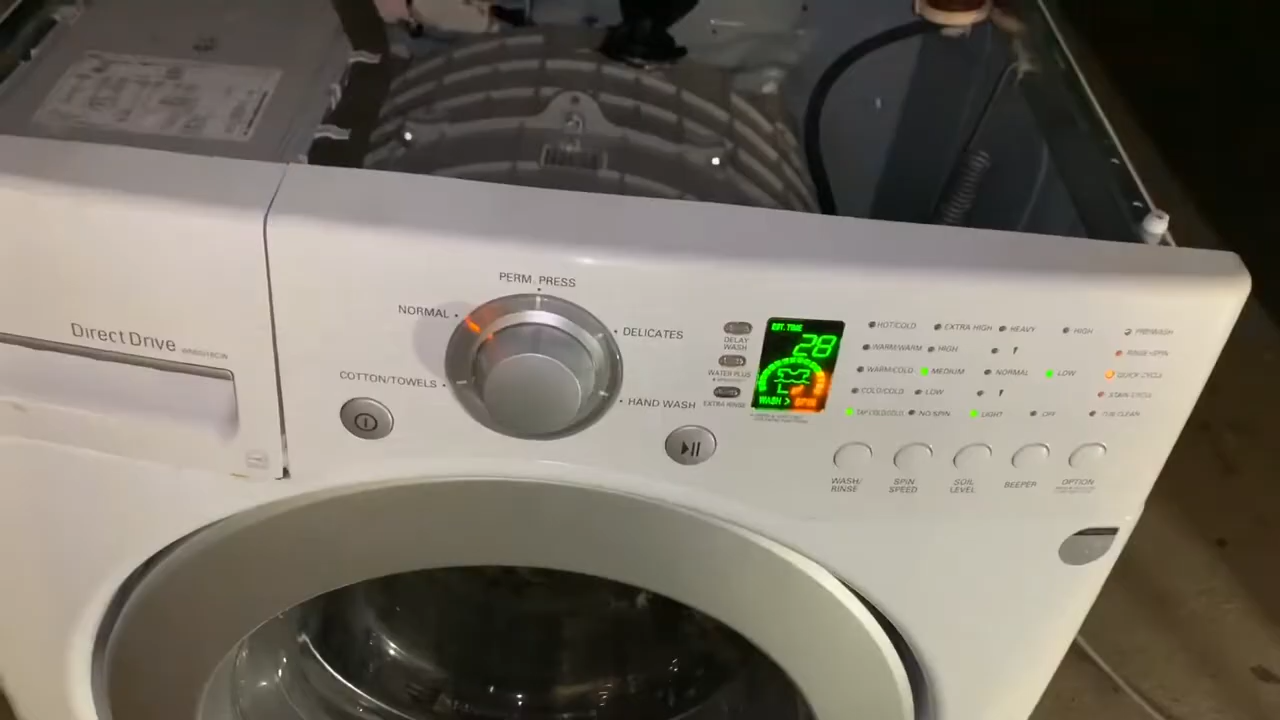 PERM. PRESS
NORMAL
DELICATES
COTTON/TOWELS
HAND WASH
Direct Drive
DELAY
WASH
WATER PLUS
EXTRA RINSE
EST. TIME
28
WASH >
SPIN
HOT/COLD
WARM/WARM
WARM/COLD
COLD/COLD
TAP COLD/COLD
EXTRA HIGH
HIGH
MEDIUM
LOW
NO SPIN
HEAVY
NORMAL
LIGHT
HIGH
LOW
OFF
PREWASH
RINSE+SPIN
QUICK CYCLE
STAIN CYCLE
TUB CLEAN
WASH/
RINSE
SPIN
SPEED
SOIL
LEVEL
BEEPER
OPTION